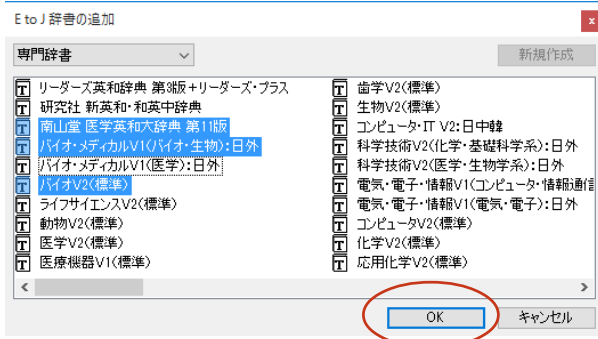 E to J 辞書の追加
x
専門辞書
新規作成
リーダーズ英和辞典 第3版+リーダーズ・プラス
研究社 新英和・和英中辞典
南山堂 医学英和大辞典 第11版
バイオ・メディカルV1(バイオ・生物):日外
バイオ・メディカルV1(医学):日外
バイオV2(標準)
ライフサイエンスV2(標準)
動物V2(標準)
医学V2(標準)
医療機器V1(標準)
歯学V2(標準)
生物V2(標準)
コンピュータ・IT V2:日中韓
科学技術V2(化学・基礎科学系):日外
科学技術V2(医学・生物学系):日外
電気・電子・情報V1(コンピュータ・情報通信
電気・電子・情報V1(電気・電子):日外
コンピュータV2(標準)
化学V2(標準)
応用化学V2(標準)
OK
キャンセル